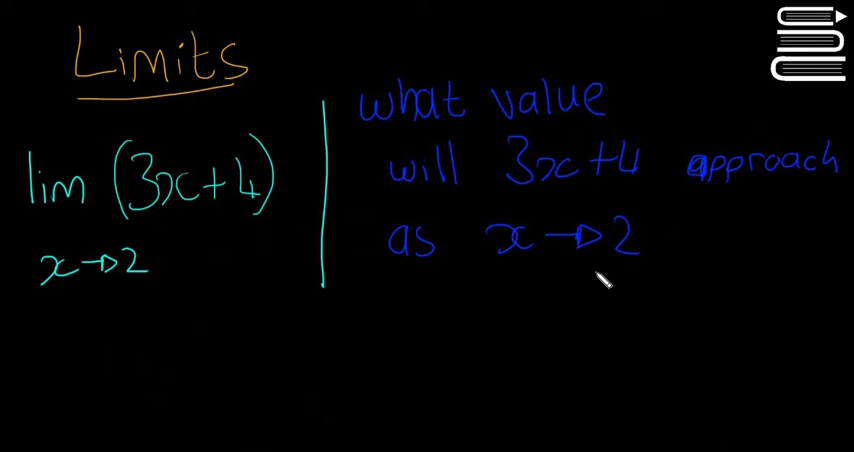 Limits
lim (3x+4)
x→2
what value
will 3x+4 approach
as x→2